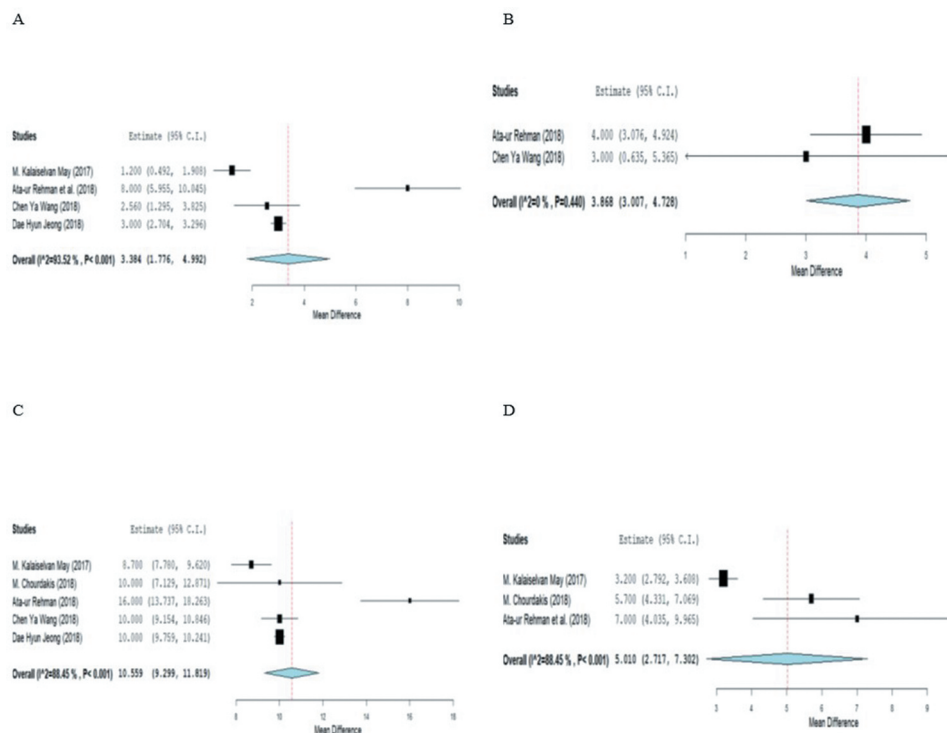 A
Studies Estimate (95% C.I.)
M. Kalaiselvan May (2017) 1.200 (0.492, 1.908)
Ata-ur Rehman et al. (2018) 8.000 (5.955, 10.045)
Chen Ya Wang (2018) 2.560 (1.295, 3.825)
Dae Hyun Jeong (2018) 3.000 (2.704, 3.296)
Overall (I^2=93.52 % , P< 0.001) 3.384 (1.776, 4.992)
2 4 6 8 10
Mean Difference
B
Studies Estimate (95% C.I.)
Ata-ur Rehman (2018) 4.000 (3.076, 4.924)
Chen Ya Wang (2018) 3.000 (0.635, 5.365)
Overall (I^2=0 % , P=0.440) 3.868 (3.007, 4.728)
1 2 3 4 5
Mean Difference
C
Studies Estimate (95% C.I.)
M. Kalaiselvan May (2017) 8.700 (7.780, 9.620)
M. Chourdakis (2018) 10.000 (7.129, 12.871)
Ata-ur Rehman (2018) 16.000 (13.737, 18.263)
Chen Ya Wang (2018) 10.000 (9.154, 10.846)
Dae Hyun Jeong (2018) 10.000 (9.759, 10.241)
Overall (I^2=88.45 % , P< 0.001) 10.559 (9.299, 11.819)
8 10 12 14 16 18
Mean Difference
D
Studies Estimate (95% C.I.)
M. Kalaiselvan May (2017) 3.200 (2.792, 3.608)
M. Chourdakis (2018) 5.700 (4.331, 7.069)
Ata-ur Rehman et al. (2018) 7.000 (4.035, 9.965)
Overall (I^2=88.45 % , P< 0.001) 5.010 (2.717, 7.302)
3 4 5 6 7 8 9
Mean Difference